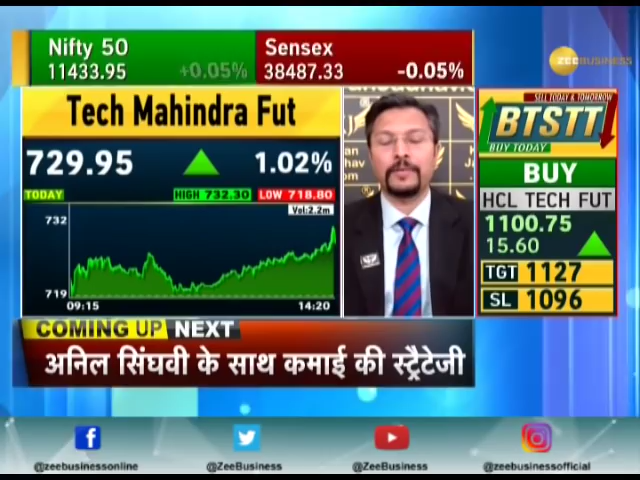 Nifty 50
11433.95 +0.05%
Sensex
38487.33 -0.05%
ZEE BUSINESS
Tech Mahindra Fut
729.95 1.02%
TODAY HIGH 732.30 LOW 718.80
Vol:2.2m
732
719
09:15 14:20
SELL TODAY & TOMORROW
BTSTT
BUY TODAY
BUY
HCL TECH FUT
1100.75
15.60
TGT 1127
SL 1096
COMING UP NEXT
अनिल सिंघवी के साथ कमाई की स्ट्रैटेजी
@zeebusinessonline @ZeeBusiness @ZeeBusiness @zeebusinessofficial